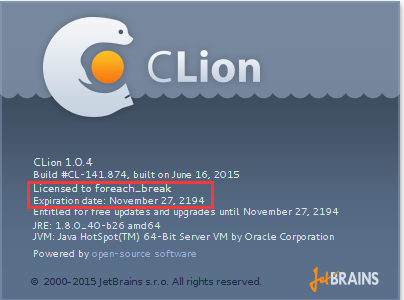 CLion
CLion 1.0.4
Build #CL-141.874, built on June 16, 2015
Licensed to foreach_break
Expiration date: November 27, 2194
Entitled for free updates and upgrades until November 27, 2194
JRE: 1.8.0_40-b26 amd64
JVM: Java HotSpot(TM) 64-Bit Server VM by Oracle Corporation
Powered by open-source software
© 2000–2015 JetBrains s.r.o. All rights reserved.
JetBRAINS